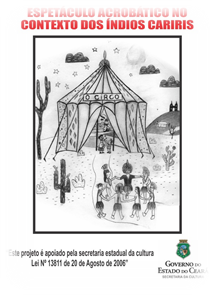 ESPETÁCULO ACROBÁTICO NO
CONTEXTO DOS ÍNDIOS CARIRIS
O CIRCO
Este projeto é apoiado pela secretaria estadual da cultura
Lei Nº 13811 de 20 de Agosto de 2006"
GOVERNO DO
ESTADO DO CEARÁ
SECRETARIA DA CULTURA